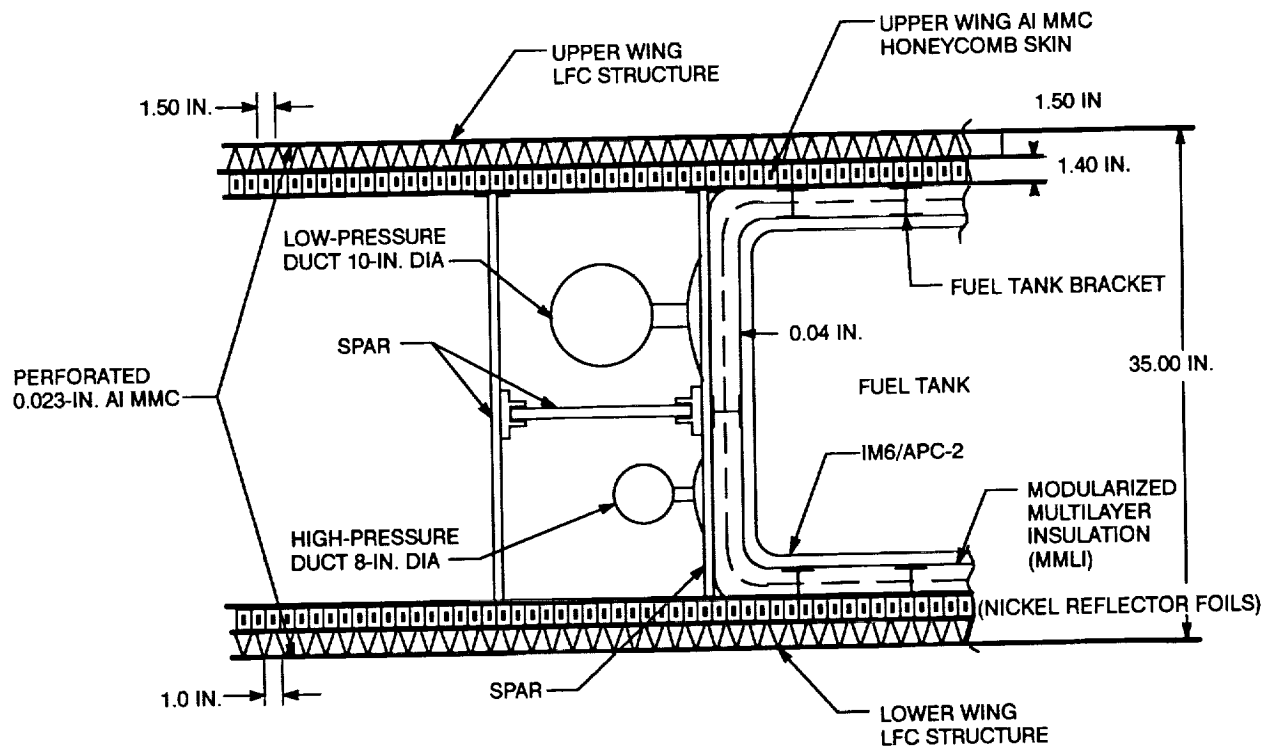 UPPER WING AI MMC
HONEYCOMB SKIN
UPPER WING
LFC STRUCTURE
1.50 IN.
1.50 IN
1.40 IN.
LOW-PRESSURE
DUCT 10-IN. DIA
FUEL TANK BRACKET
0.04 IN.
SPAR
35.00 IN.
PERFORATED
0.023-IN. AI MMC
FUEL TANK
IM6/APC-2
MODULARIZED
MULTILAYER
INSULATION
(MMLI)
HIGH-PRESSURE
DUCT 8-IN. DIA
(NICKEL REFLECTOR FOILS)
1.0 IN.
SPAR
LOWER WING
LFC STRUCTURE